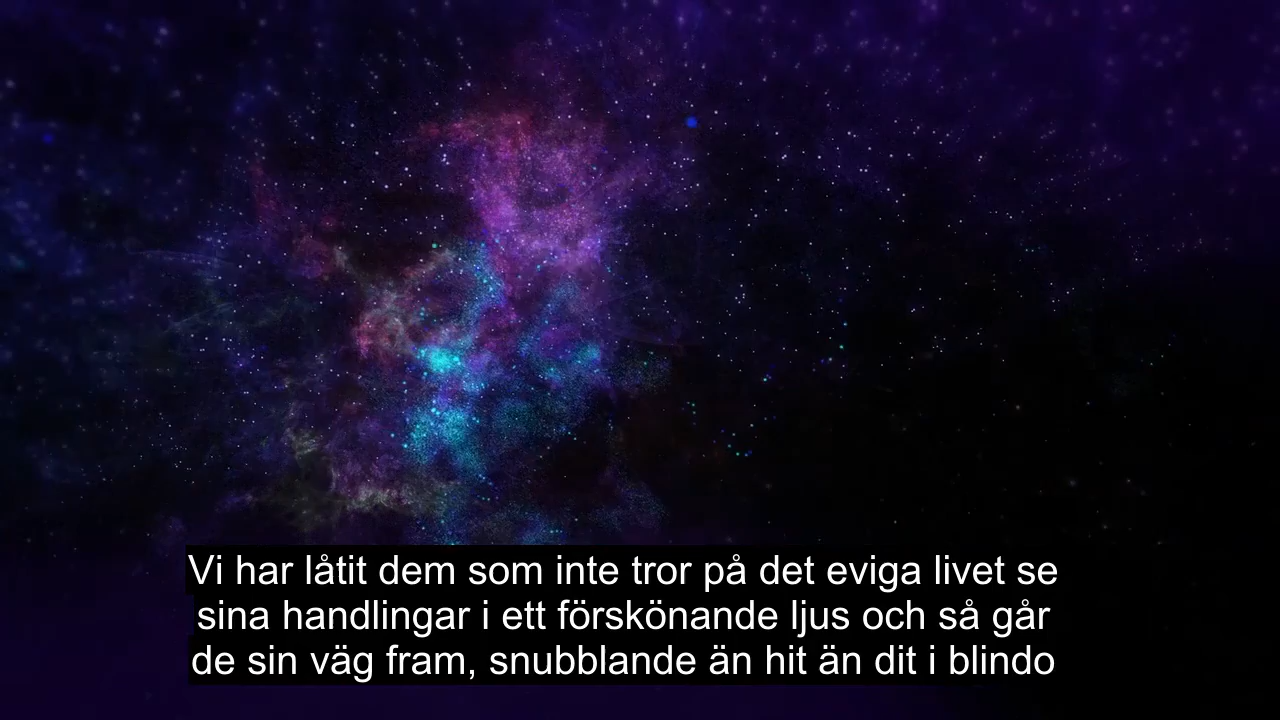 Vi har låtit dem som inte tror på det eviga livet se
sina handlingar i ett förskönande ljus och så går
de sin väg fram, snubblande än hit än dit i blindo